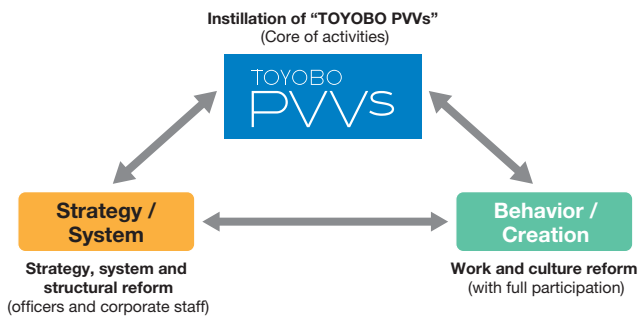 Instillation of “TOYOBO PVVs”
(Core of activities)
TOYOBO
PVVs
Strategy /
System
Strategy, system and
structural reform
(officers and corporate staff)
Behavior /
Creation
Work and culture reform
(with full participation)